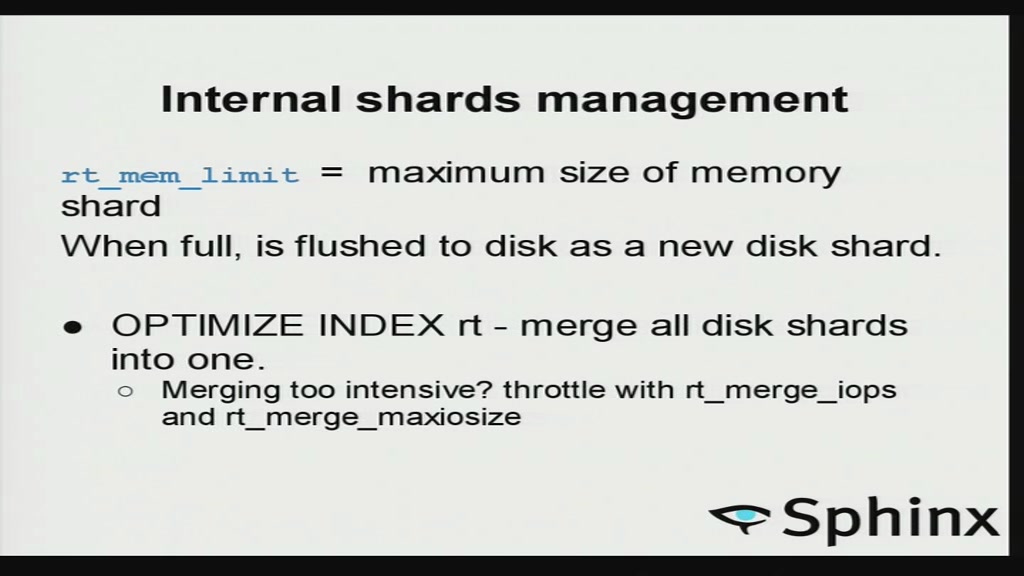 Internal shards management
rt_mem_limit = maximum size of memory
shard
When full, is flushed to disk as a new disk shard.
● OPTIMIZE INDEX rt - merge all disk shards
into one.
○ Merging too intensive? throttle with rt_merge_iops
and rt_merge_maxiosize
Sphinx